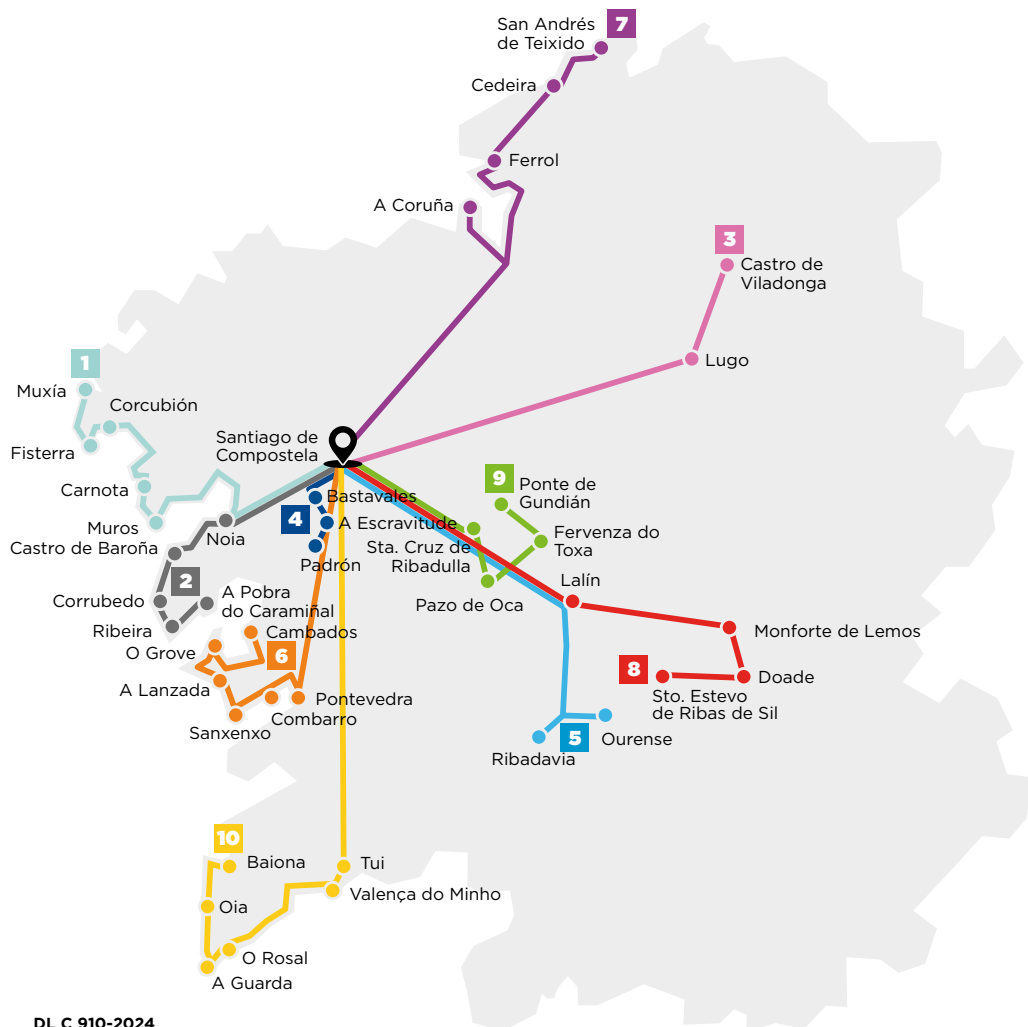 San Andrés
de Teixido
7
Cedeira
Ferrol
A Coruña
3
Castro de
Viladonga
Lugo
1
Muxía
Corcubión
Fisterra
Carnota
Muros
Santiago de
Compostela
Noia
Castro de Baroña
2
Corrubedo
Ribeira
A Pobra
do Caramiñal
4
Bastavales
A Escravitude
Padrón
9
Ponte de
Gundián
Fervenza do
Toxa
Sta. Cruz de
Ribadulla
Pazo de Oca
Lalín
Monforte de Lemos
Doade
8
Sto. Estevo
de Ribas de Sil
Cambados
O Grove
6
A Lanzada
Sanxenxo
Combarro
Pontevedra
5
Ourense
Ribadavia
10
Baiona
Tui
Valença do Minho
Oia
O Rosal
A Guarda
DL C 910-2024